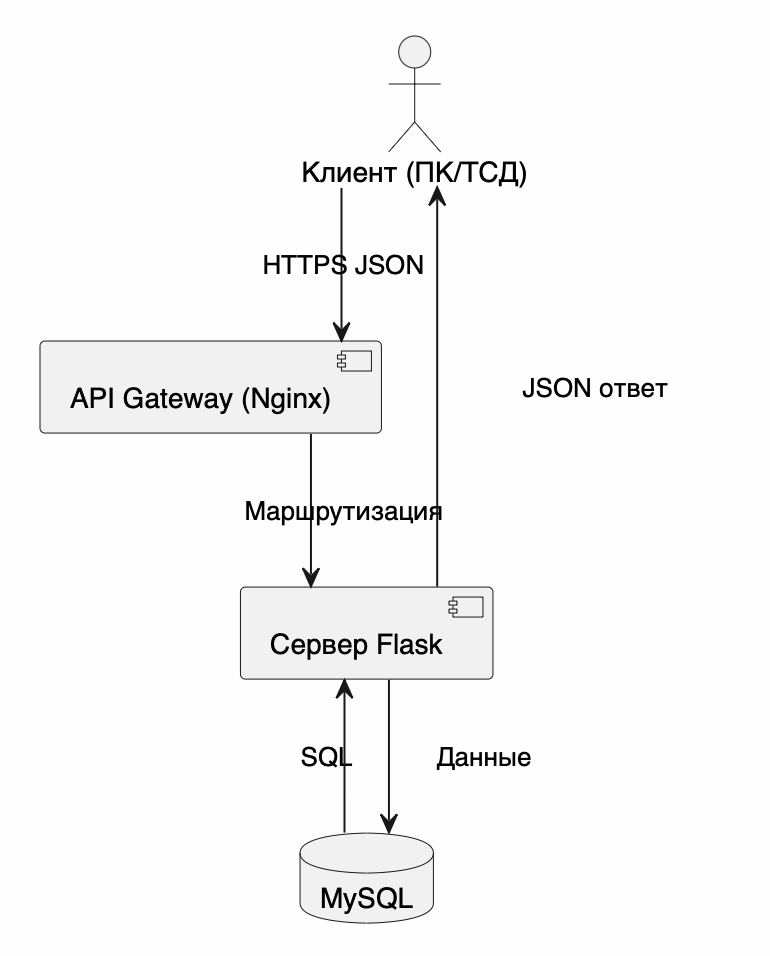 Клиент (ПК/ТСД)
HTTPS JSON
API Gateway (Nginx)
JSON ответ
Маршрутизация
Сервер Flask
SQL
Данные
MySQL